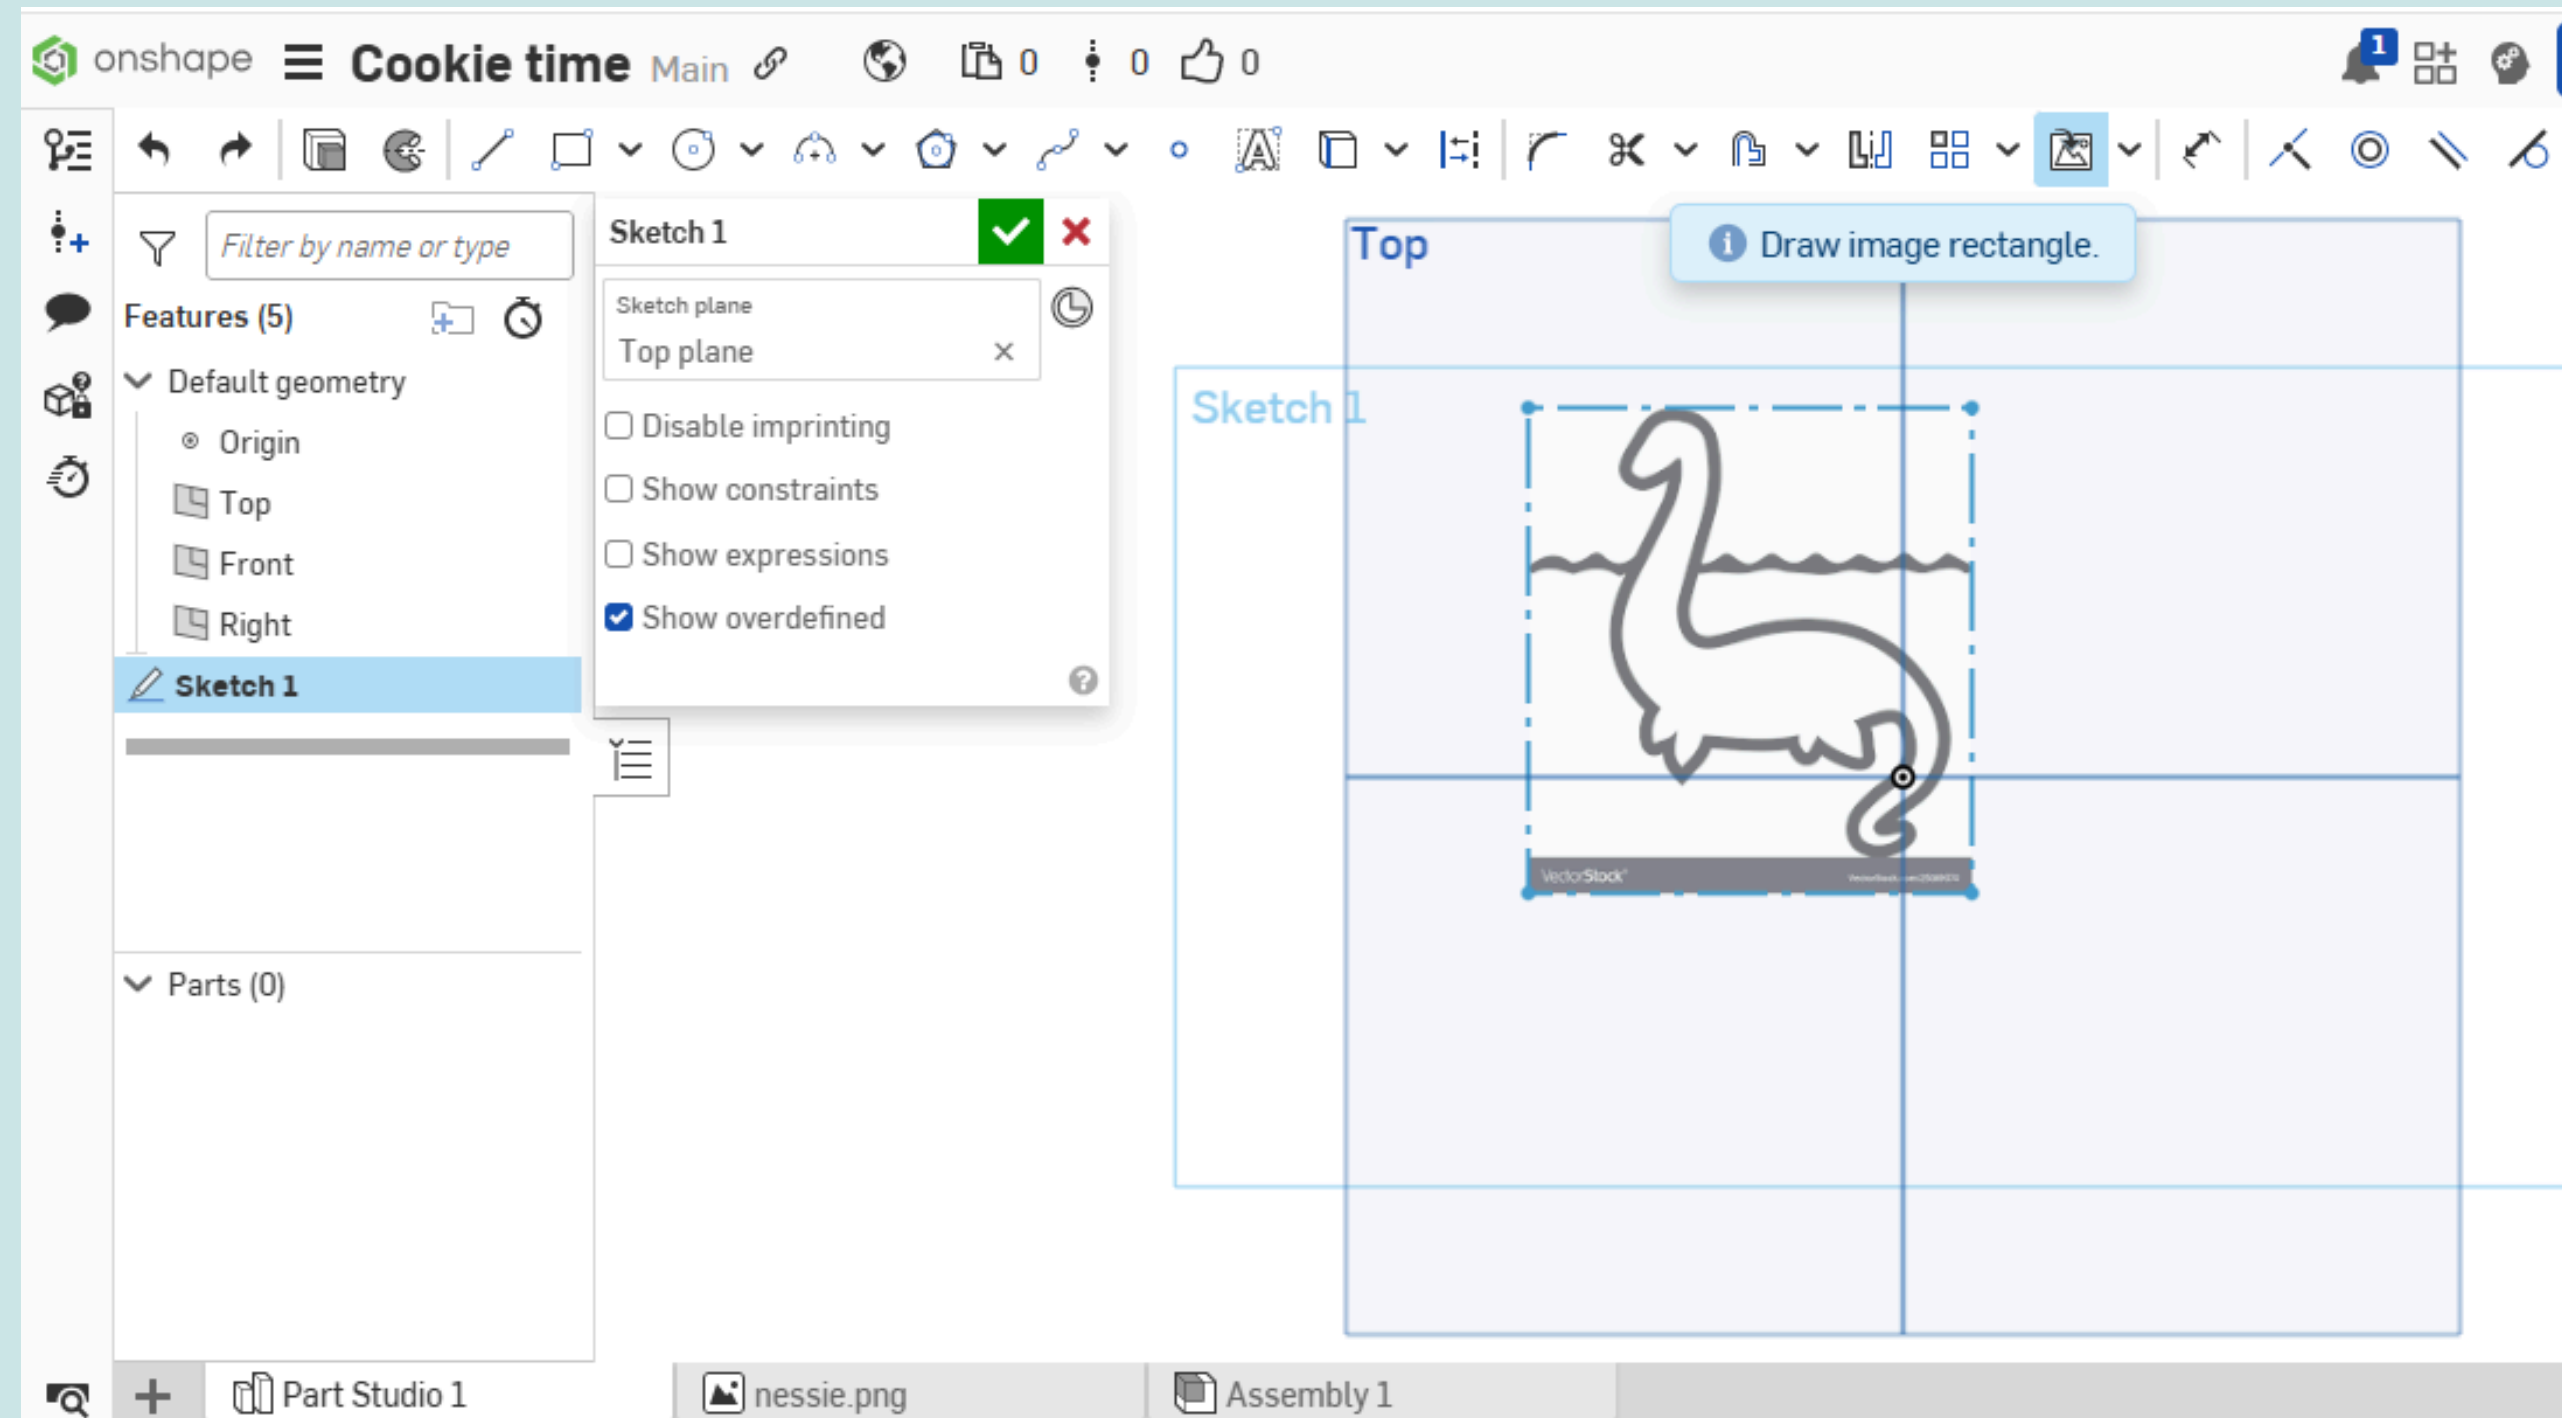 onshape Cookie time Main 0 0 0 1
Filter by name or type
Features (5)
Default geometry
Origin
Top
Front
Right
Sketch 1
Parts (0)
Sketch 1
Sketch plane
Top plane
Disable imprinting
Show constraints
Show expressions
Show overdefined
Top
Draw image rectangle.
Sketch 1
VectorStock®
Part Studio 1
nessie.png
Assembly 1